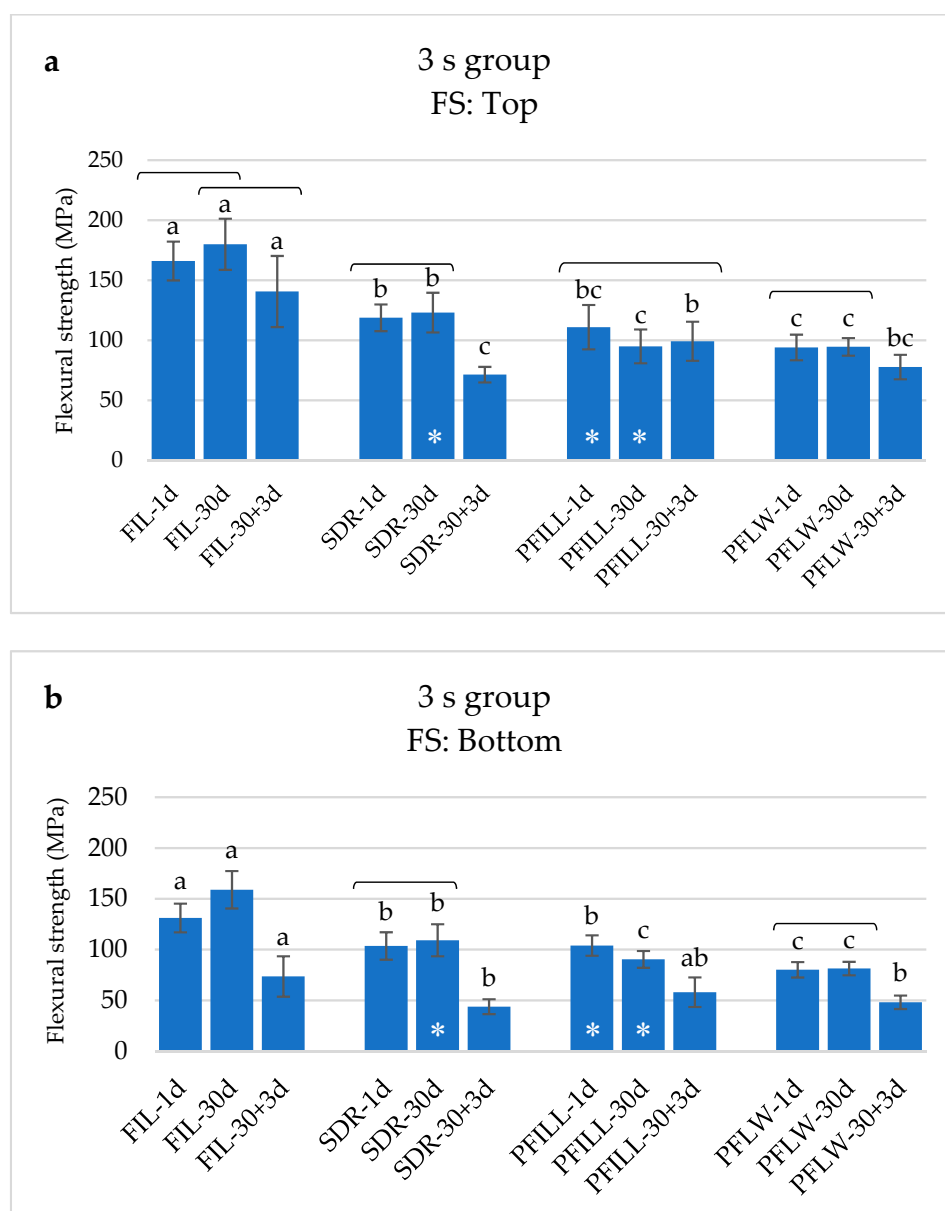 a
3 s group
FS: Top
Flexural strength (MPa)
250
200
150
100
50
0
a
a
a
b
b
c
bc
c
b
c
c
bc
*
*
*
FIL-1d
FIL-30d
FIL-30+3d
SDR-1d
SDR-30d
SDR-30+3d
PFILL-1d
PFILL-30d
PFILL-30+3d
PFLW-1d
PFLW-30d
PFLW-30+3d
b
3 s group
FS: Bottom
Flexural strength (MPa)
250
200
150
100
50
0
a
a
a
b
b
b
b
c
ab
c
c
b
*
*
*
FIL-1d
FIL-30d
FIL-30+3d
SDR-1d
SDR-30d
SDR-30+3d
PFILL-1d
PFILL-30d
PFILL-30+3d
PFLW-1d
PFLW-30d
PFLW-30+3d